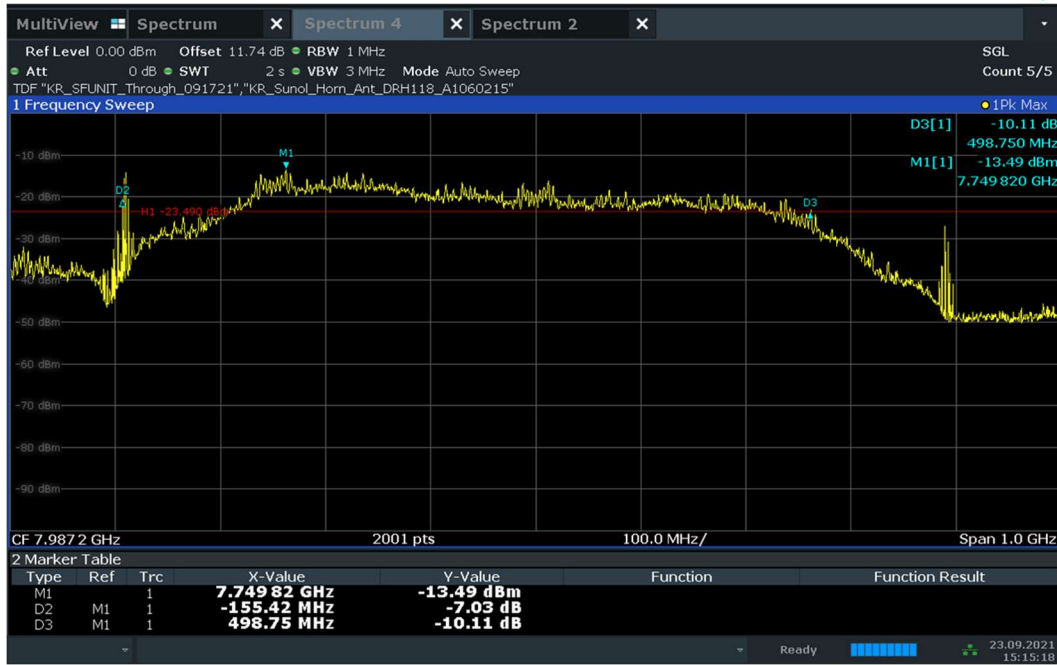 MultiView Spectrum X Spectrum 4 X Spectrum 2 X
Ref Level 0.00 dBm Offset 11.74 dB RBW 1 MHz SGL
Att 0 dB SWT 2 s VBW 3 MHz Mode Auto Sweep Count 5/5
TDF "KR_SFUNIT_Through_091721","KR_Sunol_Horn_Ant_DRH118_A1060215"
1 Frequency Sweep 1Pk Max
D3[1] -10.11 dB
498.750 MHz
M1[1] -13.49 dBm
7.749 820 GHz
-10 dBm
M1
-20 dBm
D2
D3
H1 -23.490 dBm
-30 dBm
-40 dBm
-50 dBm
-60 dBm
-70 dBm
-80 dBm
-90 dBm
CF 7.9872 GHz 2001 pts 100.0 MHz/ Span 1.0 GHz
2 Marker Table
Type Ref Trc X-Value Y-Value Function Function Result
M1 1 7.749 82 GHz -13.49 dBm
D2 M1 1 -155.42 MHz -7.03 dB
D3 M1 1 498.75 MHz -10.11 dB
Ready 23.09.2021
15:15:18